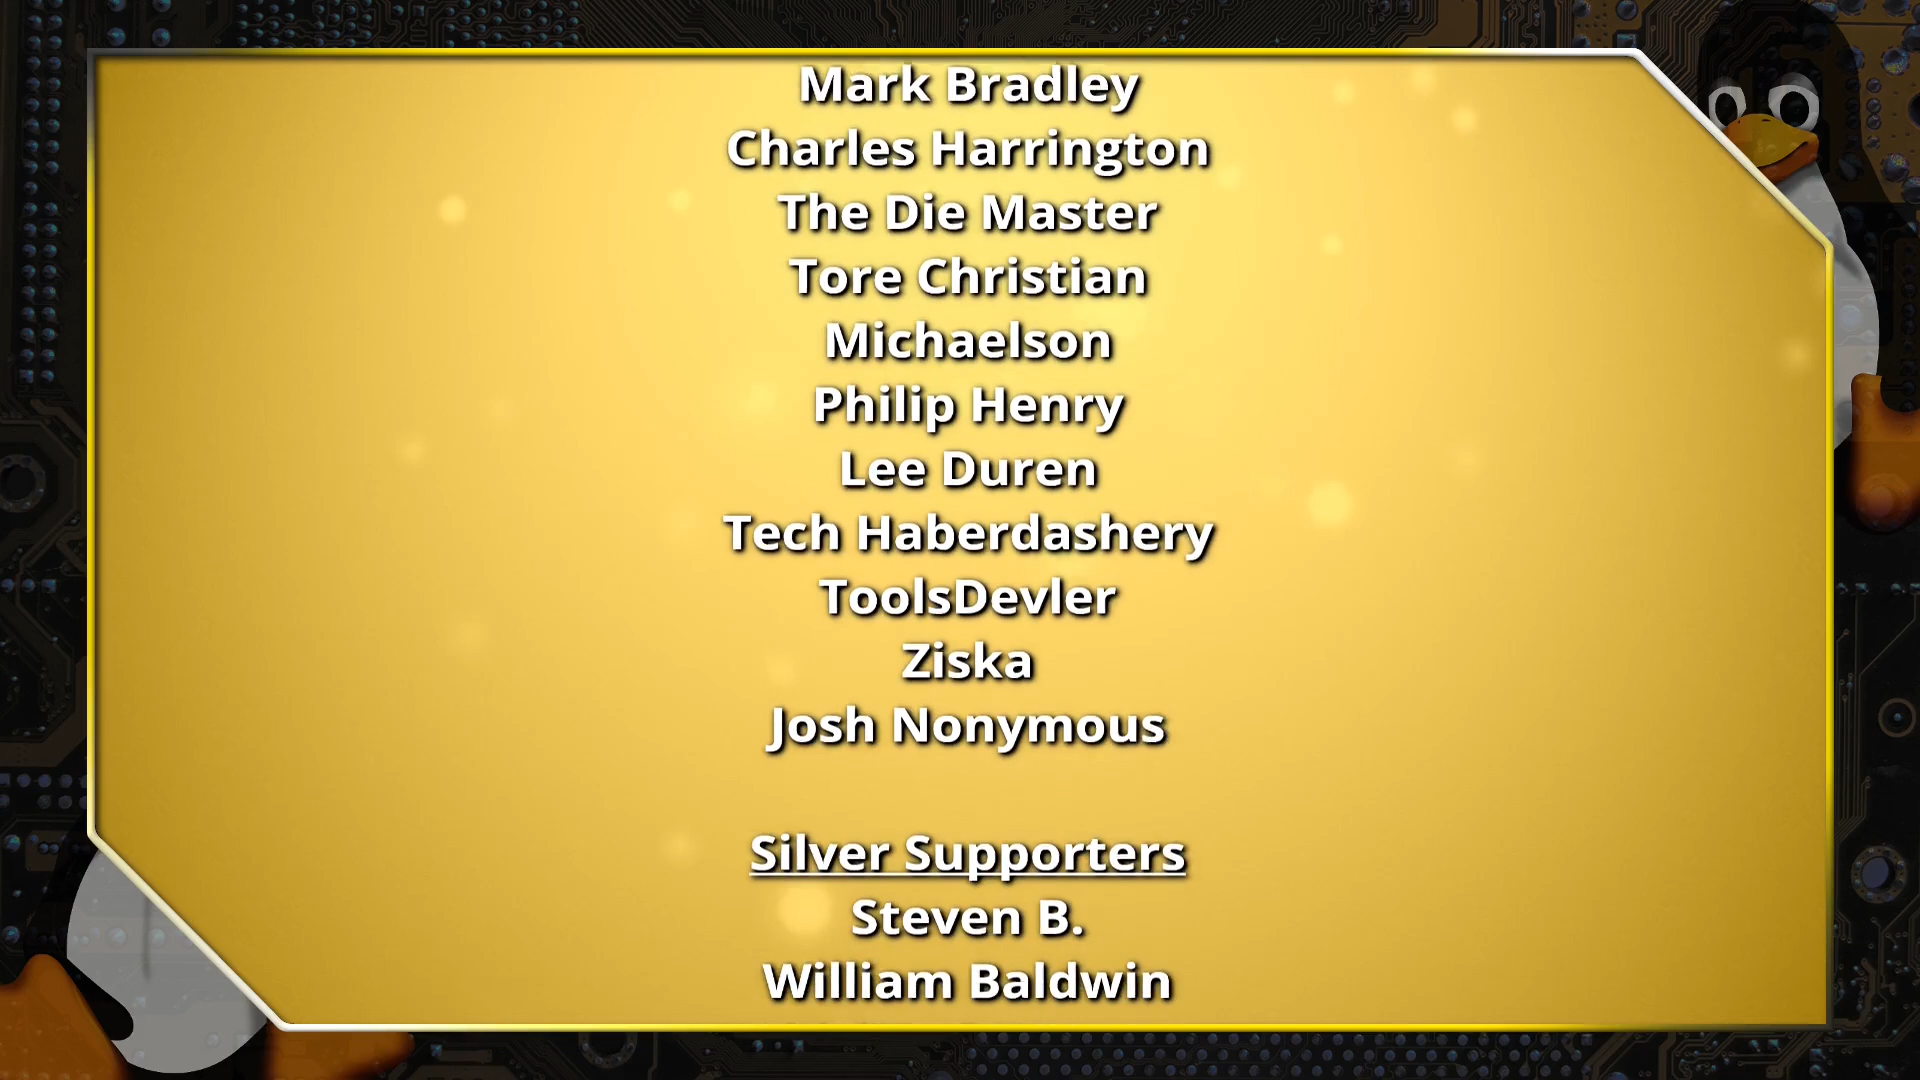 Mark Bradley
Charles Harrington
The Die Master
Tore Christian
Michaelson
Philip Henry
Lee Duren
Tech Haberdashery
ToolsDevler
Ziska
Josh Nonymous
Silver Supporters
Steven B.
William Baldwin